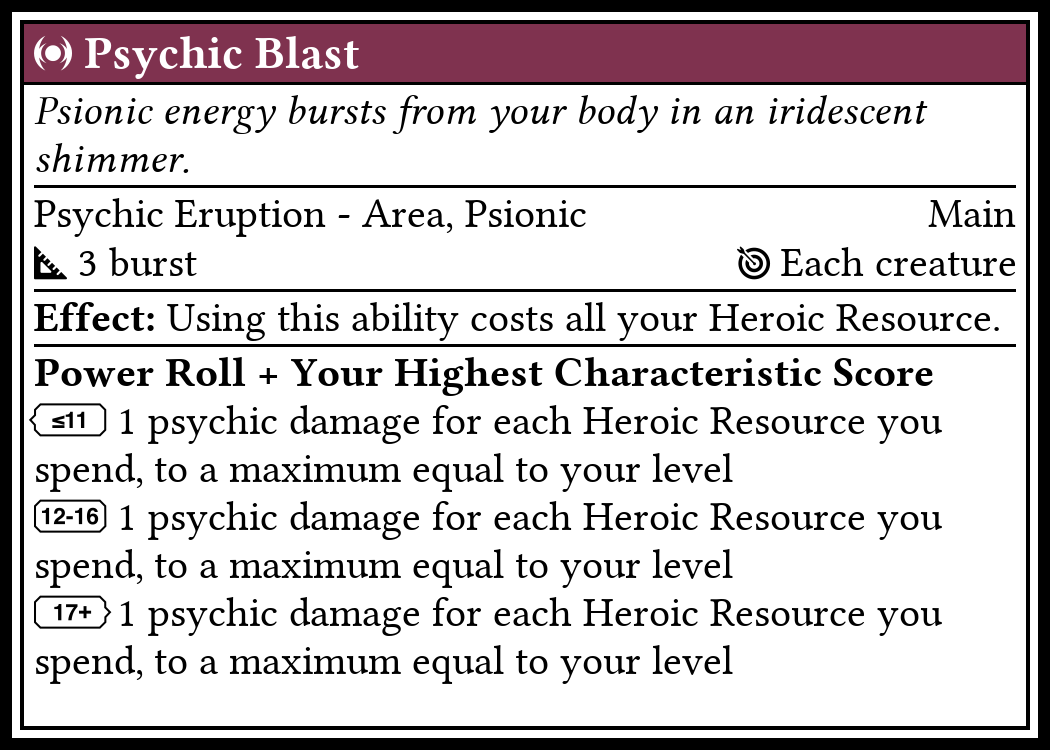 Psychic Blast
Psionic energy bursts from your body in an iridescent
shimmer.
Psychic Eruption - Area, Psionic Main
3 burst Each creature
Effect: Using this ability costs all your Heroic Resource.
Power Roll + Your Highest Characteristic Score
≤11 1 psychic damage for each Heroic Resource you
spend, to a maximum equal to your level
12-16 1 psychic damage for each Heroic Resource you
spend, to a maximum equal to your level
17+ 1 psychic damage for each Heroic Resource you
spend, to a maximum equal to your level